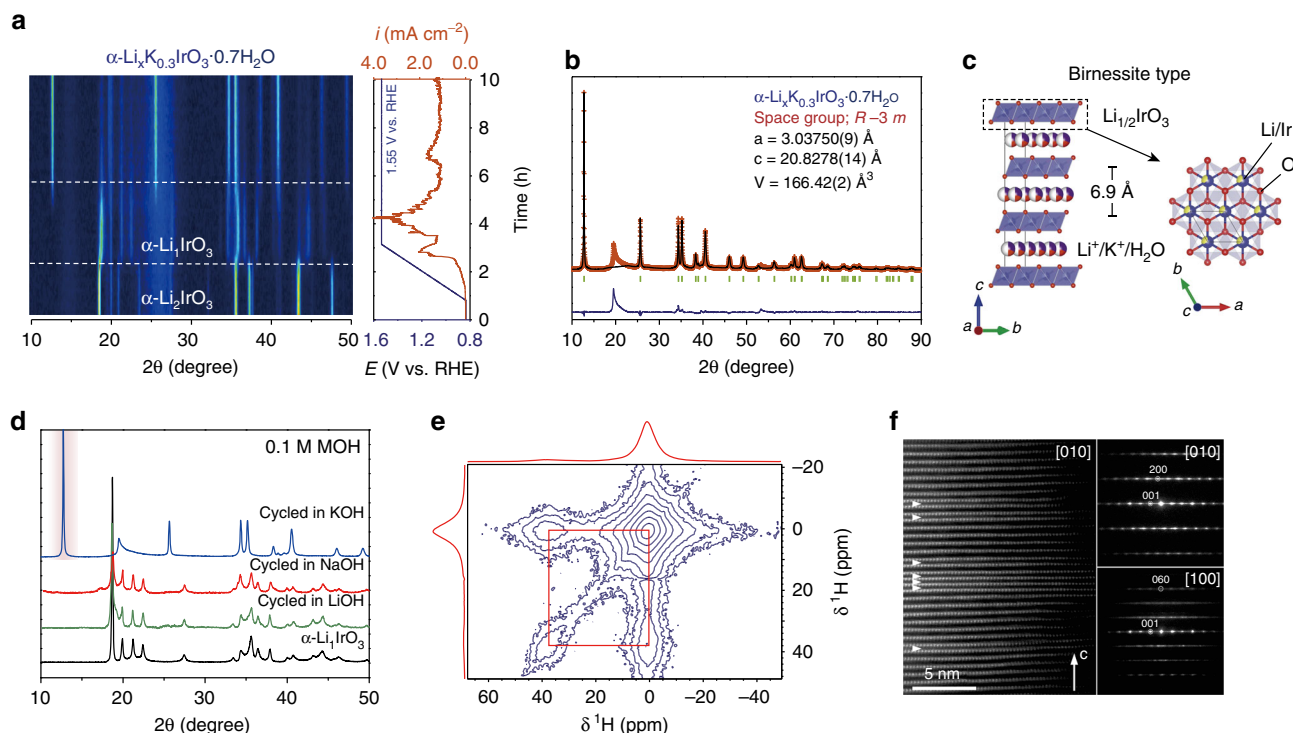 a
α-LiₓK₀.₃IrO₃·0.7H₂O
i (mA cm⁻²)
4.0 2.0 0.0
1.55 V vs. RHE
α-Li₁IrO₃
α-Li₂IrO₃
10 20 30 40 50
2θ (degree)
10
8
6
4
2
0
Time (h)
1.6 1.2 0.8
E (V vs. RHE)
b
α-LiₓK₀.₃IrO₃·0.7H₂O
Space group; R–3 m
a = 3.03750(9) Å
c = 20.8278(14) Å
V = 166.42(2) Å³
10 20 30 40 50 60 70 80 90
2θ (degree)
c
Birnessite type
Li₁/₂IrO₃
Li/Ir
O
6.9 Å
Li⁺/K⁺/H₂O
c
a b
b
c a
d
0.1 M MOH
Cycled in KOH
Cycled in NaOH
Cycled in LiOH
α-Li₁IrO₃
10 20 30 40 50
2θ (degree)
e
–20
0
20
40
δ ¹H (ppm)
60 40 20 0 –20 –40
δ ¹H (ppm)
f
[010]
5 nm
c
[010]
200
001
[100]
060
001